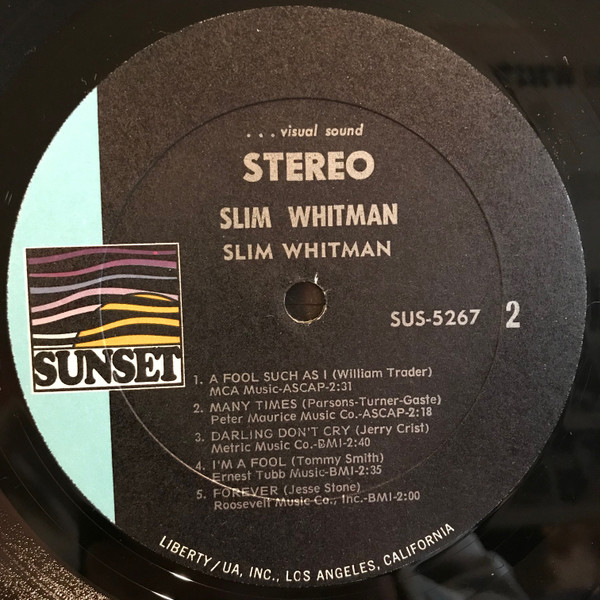 . . . visual sound
STEREO
SLIM WHITMAN
SLIM WHITMAN
SUS-5267 2
SUNSET
1. A FOOL SUCH AS I (William Trader)
MCA Music-ASCAP-2:31
2. MANY TIMES (Parsons-Turner-Gaste)
Peter Maurice Music Co.-ASCAP-2:18
3. DARLING DON'T CRY (Jerry Crist)
Metric Music Co.-BMI-2:40
4. I'M A FOOL (Tommy Smith)
Ernest Tubb Music-BMI-2:35
5. FOREVER (Jesse Stone)
Roosevelt Music Co., Inc.-BMI-2:00
LIBERTY/UA, INC., LOS ANGELES, CALIFORNIA